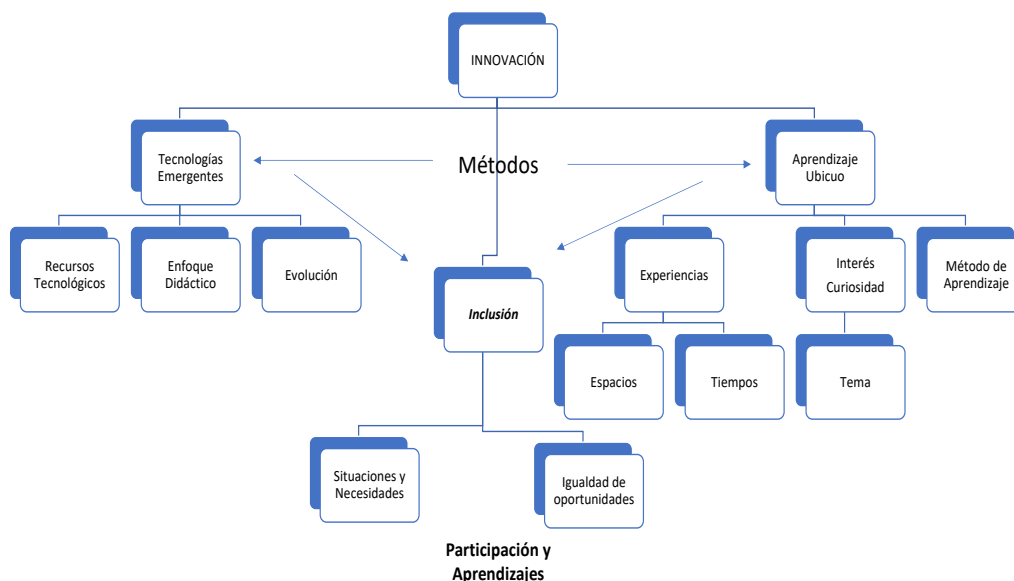 INNOVACIÓN
Tecnologías
Emergentes
Métodos
Aprendizaje
Ubicuo
Recursos
Tecnológicos
Enfoque
Didáctico
Evolución
Inclusión
Experiencias
Interés
Curiosidad
Método de
Aprendizaje
Espacios
Tiempos
Tema
Situaciones y
Necesidades
Igualdad de
oportunidades
Participación y
Aprendizajes